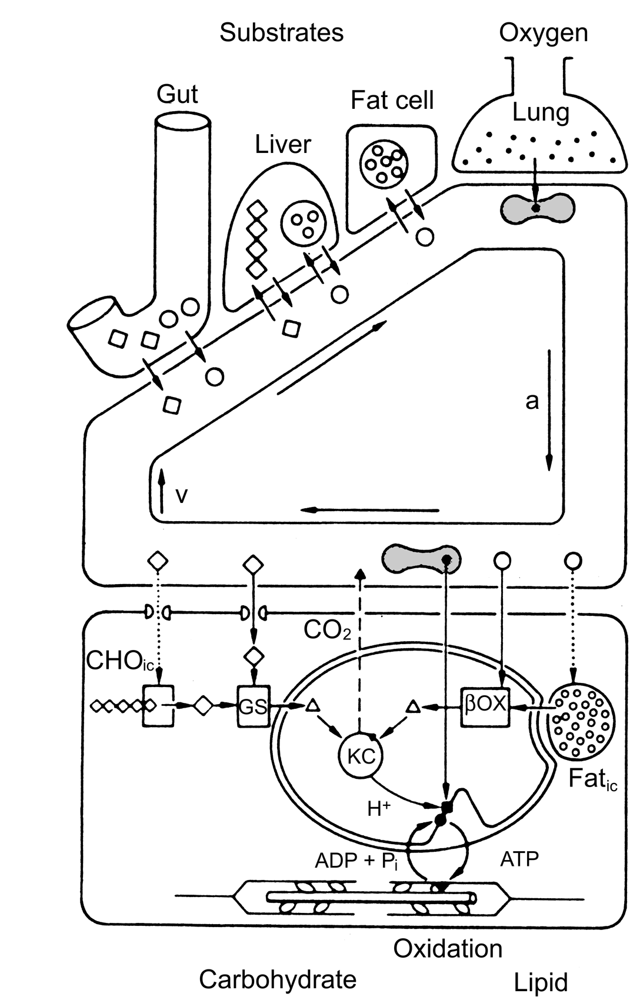 Substrates
Oxygen
Gut
Fat cell
Lung
Liver
a
v
CO₂
CHOic
GS
βOX
KC
Fatic
H⁺
ADP + Pi
ATP
Oxidation
Carbohydrate
Lipid